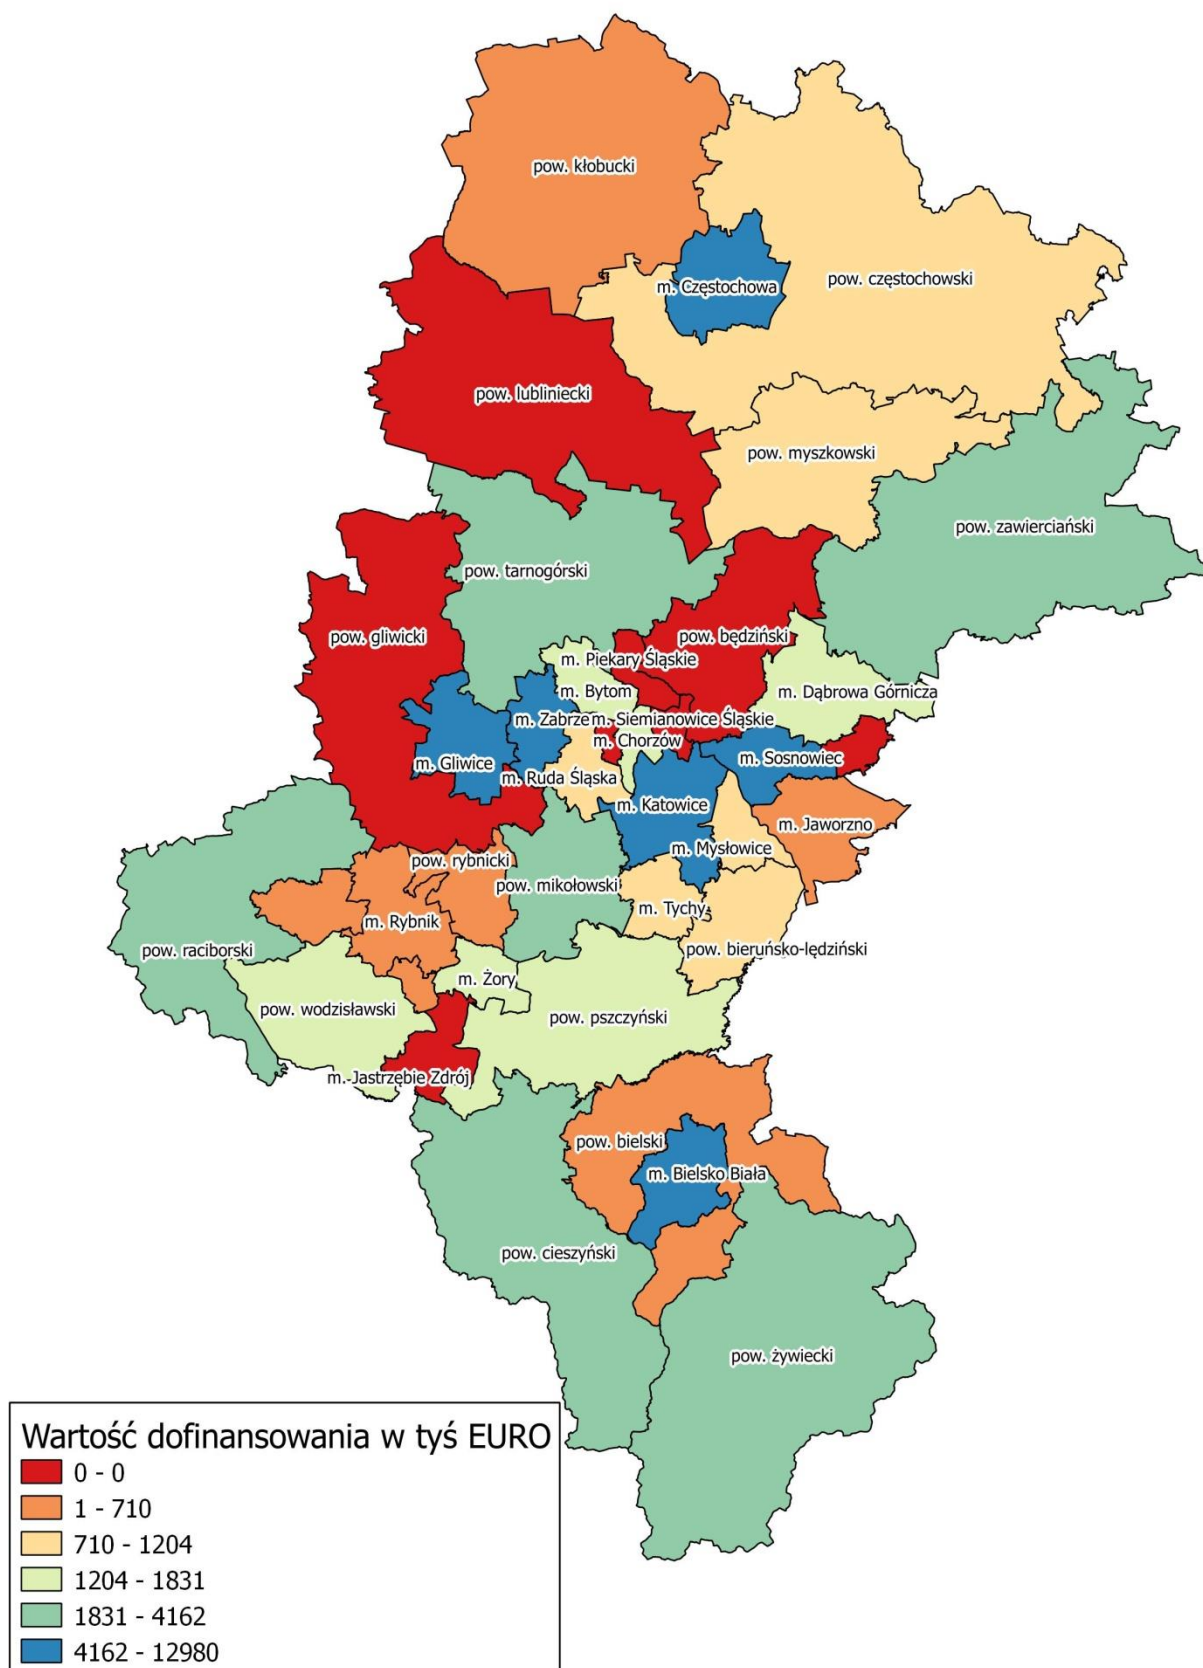 pow. kłobucki
pow. częstochowski
m. Częstochowa
pow. lubliniecki
pow. myszkowski
pow. zawierciański
pow. tarnogórski
pow. gliwicki
pow. będziński
m. Piekary Śląskie
m. Bytom
m. Dąbrowa Górnicza
m. Zabrze
m. Siemianowice Śląskie
m. Chorzów
m. Sosnowiec
m. Gliwice
m. Ruda Śląska
m. Katowice
m. Jaworzno
m. Mysłowice
pow. rybnicki
pow. mikołowski
m. Tychy
m. Rybnik
pow. raciborski
pow. bieruńsko-lędziński
m. Żory
pow. wodzisławski
pow. pszczyński
m. Jastrzębie Zdrój
pow. bielski
m. Bielsko Biała
pow. cieszyński
pow. żywiecki
Wartość dofinansowania w tyś EURO
0 - 0
1 - 710
710 - 1204
1204 - 1831
1831 - 4162
4162 - 12980